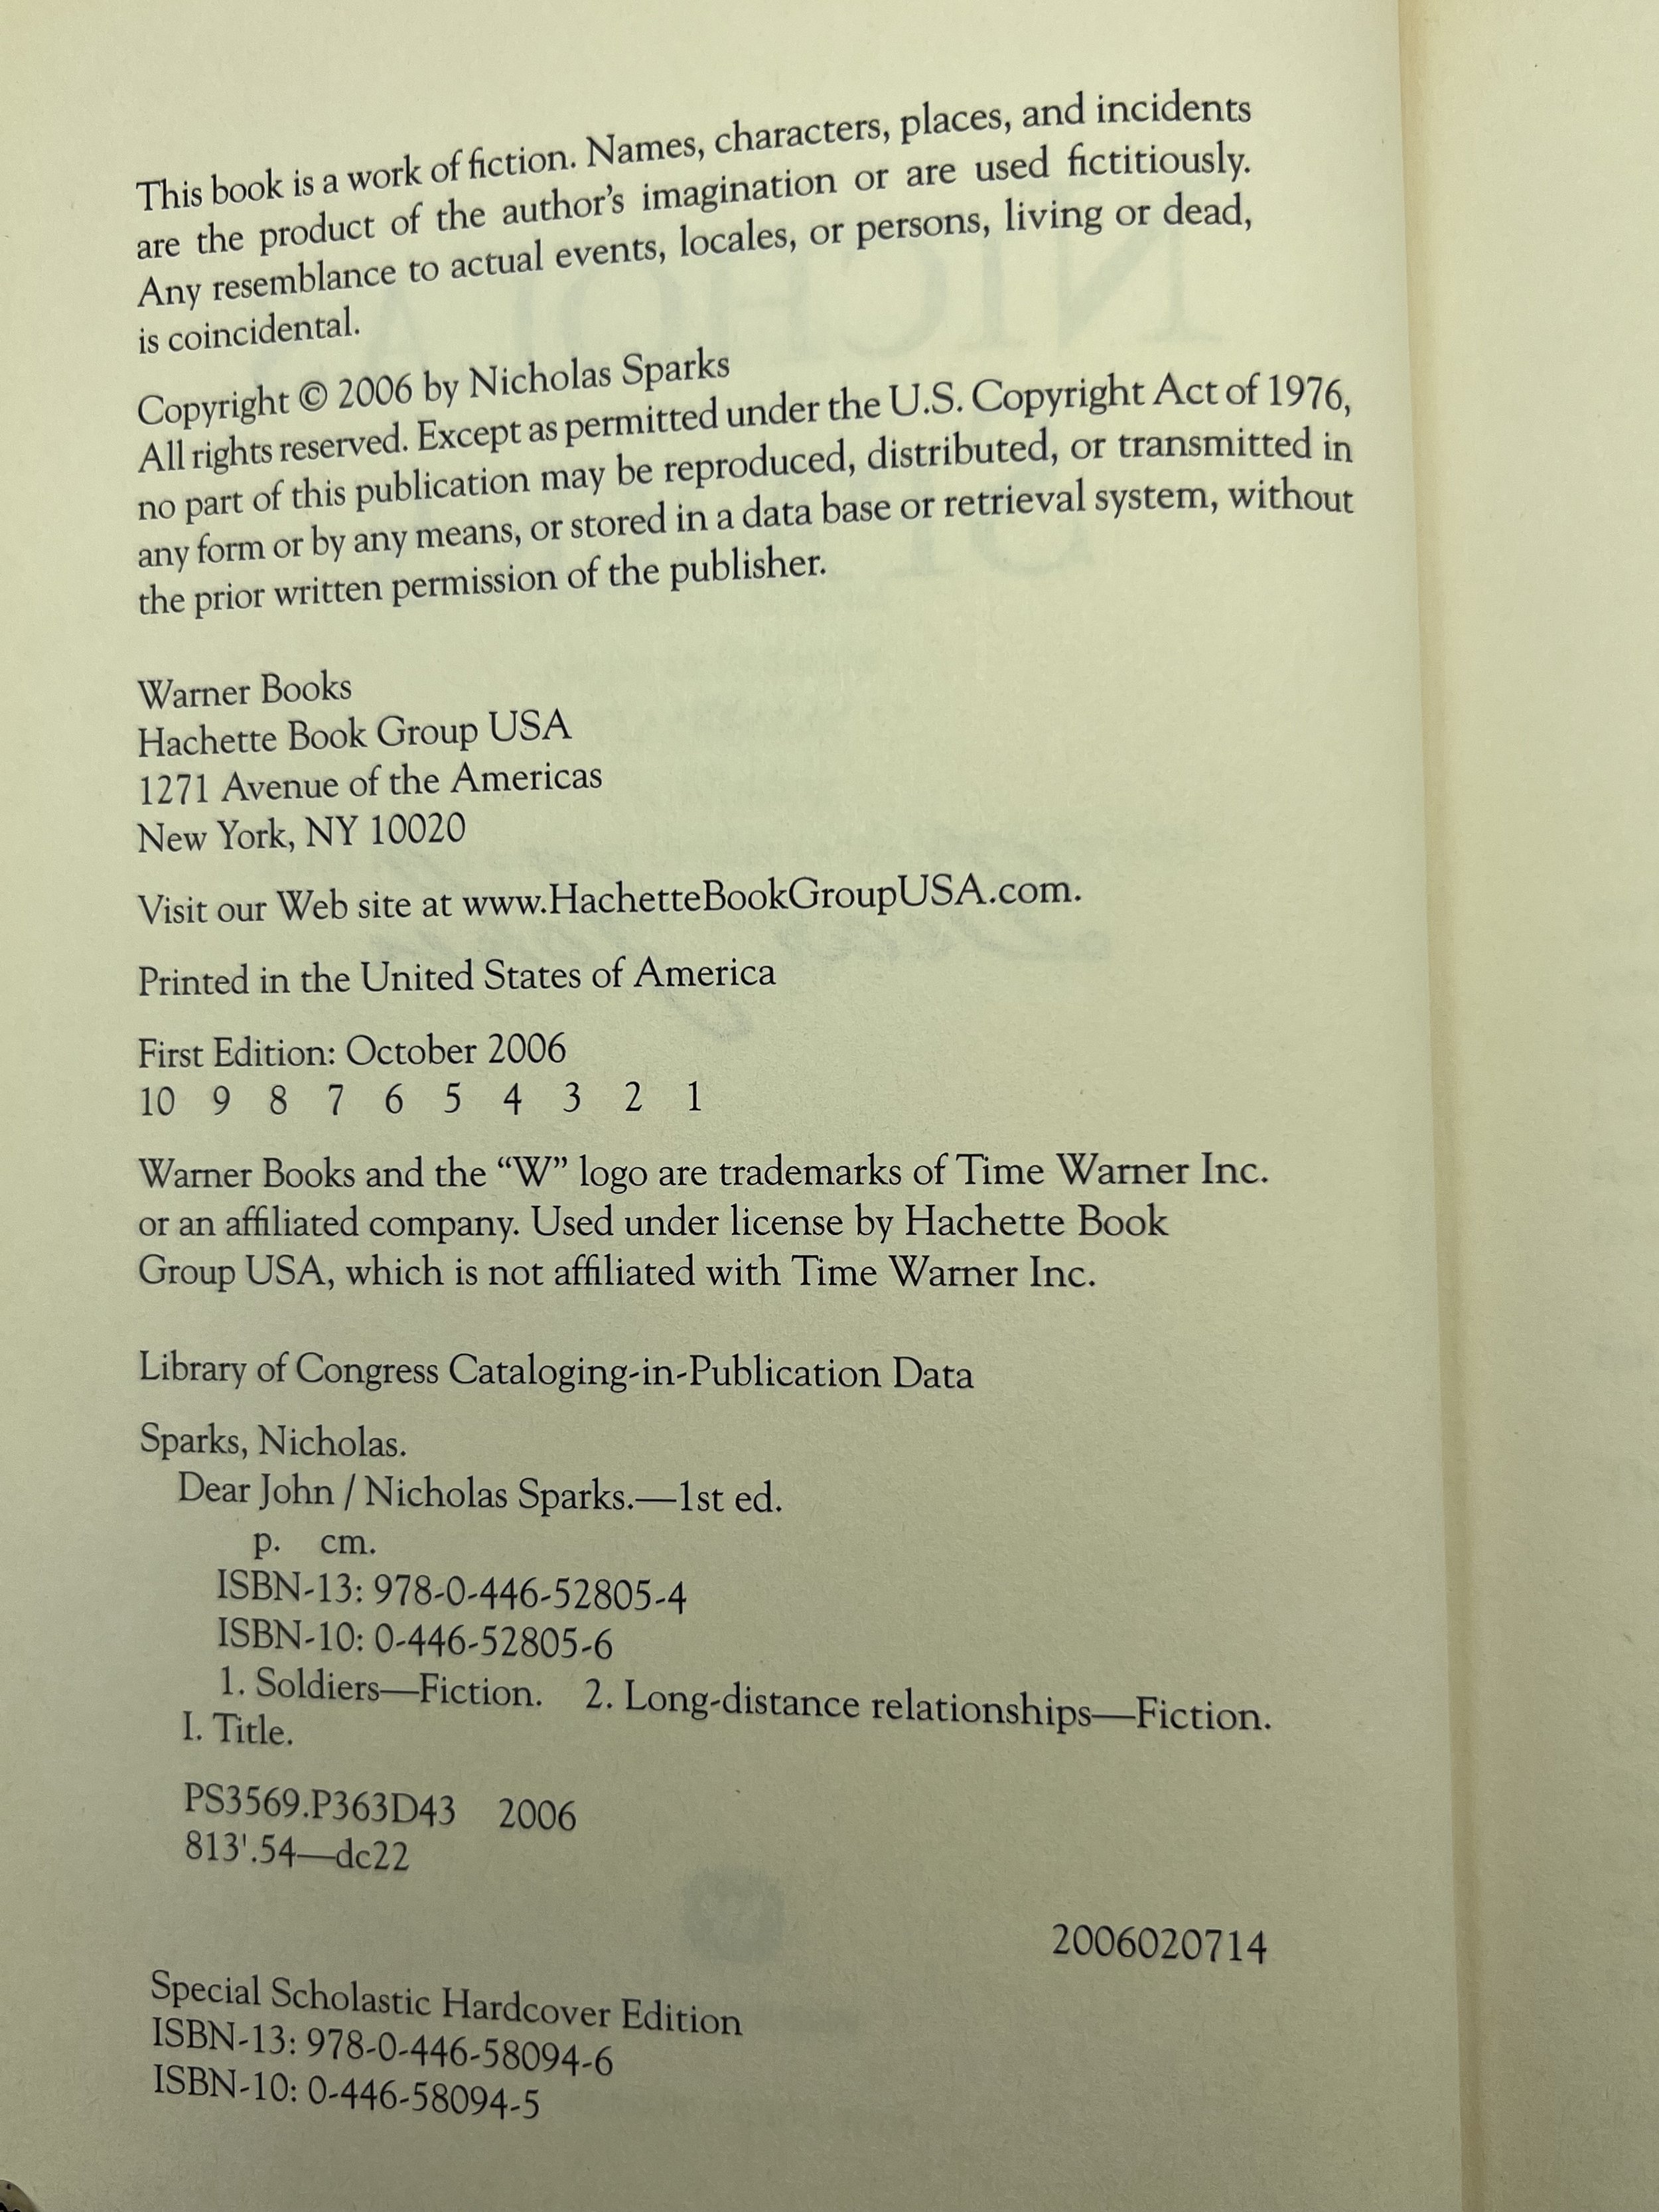 This book is a work of fiction. Names, characters, places, and incidents
are the product of the author's imagination or are used fictitiously.
Any resemblance to actual events, locales, or persons, living or dead,
is coincidental.
Copyright © 2006 by Nicholas Sparks
All rights reserved. Except as permitted under the U.S. Copyright Act of 1976,
no part of this publication may be reproduced, distributed, or transmitted in
any form or by any means, or stored in a data base or retrieval system, without
the prior written permission of the publisher.
Warner Books
Hachette Book Group USA
1271 Avenue of the Americas
New York, NY 10020
Visit our Web site at www.HachetteBookGroupUSA.com.
Printed in the United States of America
First Edition: October 2006
10 9 8 7 6 5 4 3 2 1
Warner Books and the “W” logo are trademarks of Time Warner Inc.
or an affiliated company. Used under license by Hachette Book
Group USA, which is not affiliated with Time Warner Inc.
Library of Congress Cataloging-in-Publication Data
Sparks, Nicholas.
Dear John / Nicholas Sparks.—1st ed.
p. cm.
ISBN-13: 978-0-446-52805-4
ISBN-10: 0-446-52805-6
1. Soldiers—Fiction. 2. Long-distance relationships—Fiction.
I. Title.
PS3569.P363D43 2006
813'.54—dc22
2006020714
Special Scholastic Hardcover Edition
ISBN-13: 978-0-446-58094-6
ISBN-10: 0-446-58094-5